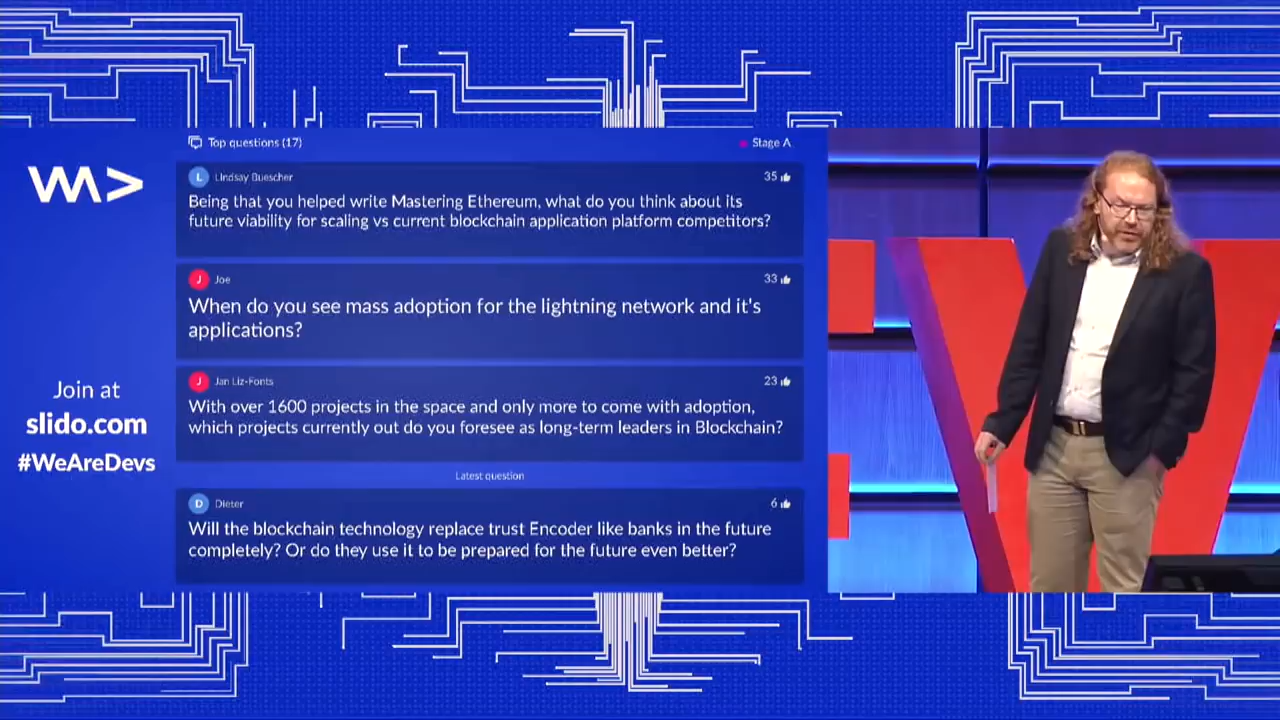 Top questions (17)
Stage A
L
Lindsay Buescher
35
Being that you helped write Mastering Ethereum, what do you think about its
future viability for scaling vs current blockchain application platform competitors?
J
Joe
33
When do you see mass adoption for the lightning network and it's
applications?
J
Jan Liz-Fonts
23
With over 1600 projects in the space and only more to come with adoption,
which projects currently out do you foresee as long-term leaders in Blockchain?
Latest question
D
Dieter
6
Will the blockchain technology replace trust Encoder like banks in the future
completely? Or do they use it to be prepared for the future even better?
Join at
slido.com
#WeAreDevs